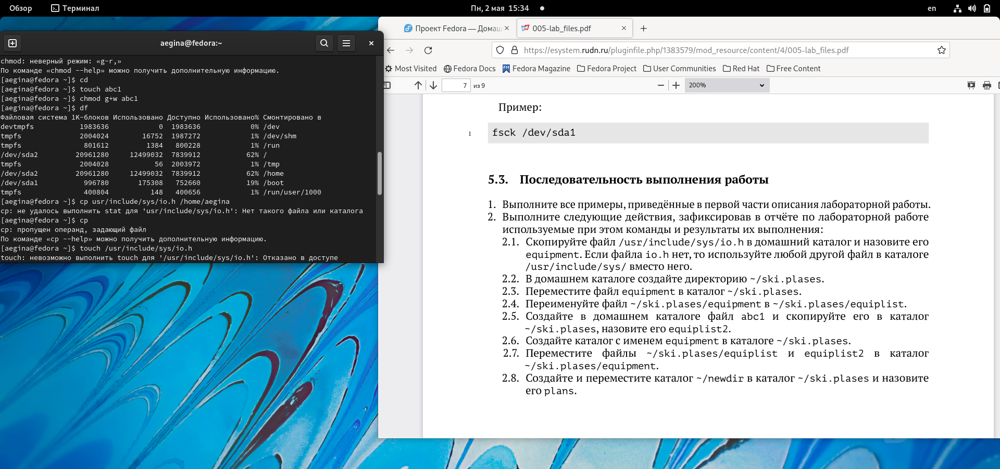 Обзор
Терминал
Пн, 2 мая 15:34
en
aegina@fedora:~
chmod: неверный режим: «g-r,»
По команде «chmod --help» можно получить дополнительную информацию.
[aegina@fedora ~]$ cd
[aegina@fedora ~]$ touch abc1
[aegina@fedora ~]$ chmod g+w abc1
[aegina@fedora ~]$ df
Файловая система 1K-блоков Использовано Доступно Использовано% Cмонтировано в
devtmpfs 1983636 0 1983636 0% /dev
tmpfs 2004024 16752 1987272 1% /dev/shm
tmpfs 801612 1384 800228 1% /run
/dev/sda2 20961280 12499032 7839912 62% /
tmpfs 2004028 56 2003972 1% /tmp
/dev/sda2 20961280 12499032 7839912 62% /home
/dev/sda1 996780 175308 752660 19% /boot
tmpfs 400804 148 400656 1% /run/user/1000
[aegina@fedora ~]$ cp usr/include/sys/io.h /home/aegina
cp: не удалось выполнить stat для 'usr/include/sys/io.h': Нет такого файла или каталога
[aegina@fedora ~]$ cp
cp: пропущен операнд, задающий файл
По команде «cp --help» можно получить дополнительную информацию.
[aegina@fedora ~]$ touch /usr/include/sys/io.h
touch: невозможно выполнить touch для '/usr/include/sys/io.h': Отказано в доступе
Проект Fedora — Домаш
005-lab_files.pdf
https://esystem.rudn.ru/pluginfile.php/1383579/mod_resource/content/4/005-lab_files.pdf
Most Visited Fedora Docs Fedora Magazine Fedora Project User Communities Red Hat Free Content
7 из 9
200%
Пример:
1 fsck /dev/sda1
5.3. Последовательность выполнения работы
1. Выполните все примеры, приведённые в первой части описания лабораторной работы.
2. Выполните следующие действия, зафиксировав в отчёте по лабораторной работе
используемые при этом команды и результаты их выполнения:
2.1. Скопируйте файл /usr/include/sys/io.h в домашний каталог и назовите его
equipment. Если файла io.h нет, то используйте любой другой файл в каталоге
/usr/include/sys/ вместо него.
2.2. В домашнем каталоге создайте директорию ~/ski.plases.
2.3. Переместите файл equipment в каталог ~/ski.plases.
2.4. Переименуйте файл ~/ski.plases/equipment в ~/ski.plases/equiplist.
2.5. Создайте в домашнем каталоге файл abc1 и скопируйте его в каталог
~/ski.plases, назовите его equiplist2.
2.6. Создайте каталог с именем equipment в каталоге ~/ski.plases.
2.7. Переместите файлы ~/ski.plases/equiplist и equiplist2 в каталог
~/ski.plases/equipment.
2.8. Создайте и переместите каталог ~/newdir в каталог ~/ski.plases и назовите
его plans.